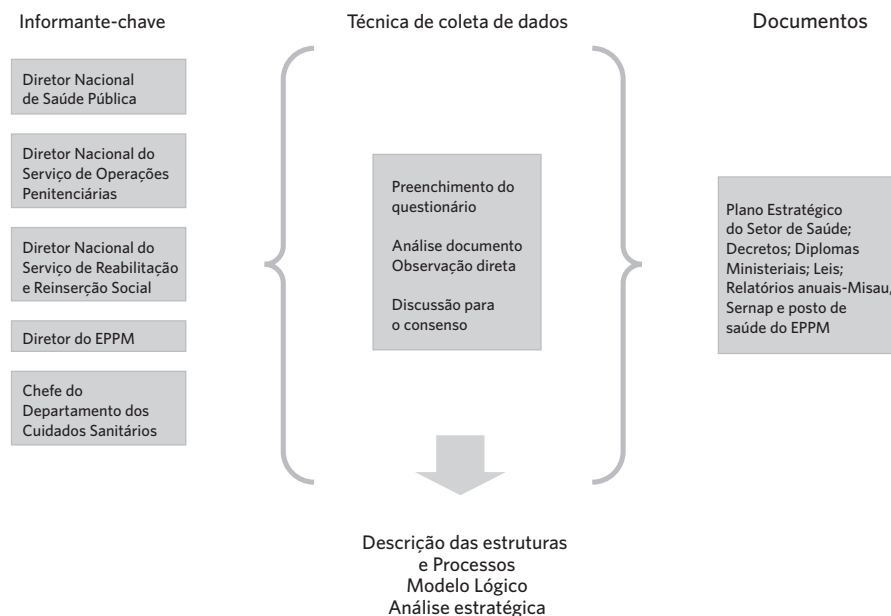 Informante-chave
Diretor Nacional
de Saúde Pública
Diretor Nacional do
Serviço de Operações
Penitenciárias
Diretor Nacional do
Serviço de Reabilitação
e Reinserção Social
Diretor do EPPM
Chefe do
Departamento dos
Cuidados Sanitários
Técnica de coleta de dados
Preenchimento do
questionário
Análise documento
Observação direta
Discussão para
o consenso
Documentos
Plano Estratégico
do Setor de Saúde;
Decretos; Diplomas
Ministeriais; Leis;
Relatórios anuais-Misau,
Sernap e posto de
saúde do EPPM
Descrição das estruturas
e Processos
Modelo Lógico
Análise estratégica